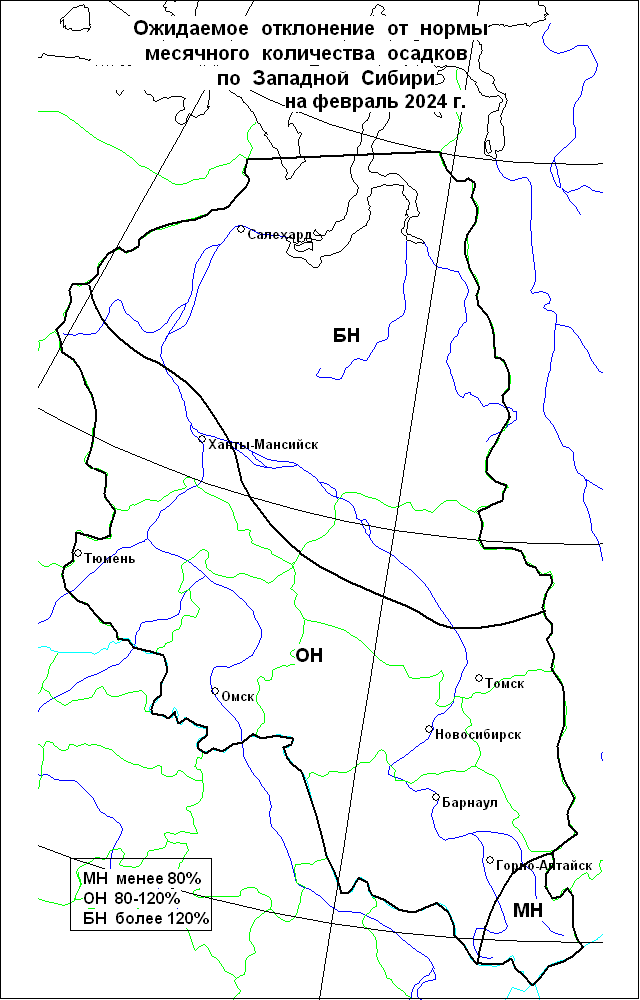 Ожидаемое отклонение от нормы
месячного количества осадков
по Западной Сибири
на февраль 2024 г.
Салехард
БН
Ханты-Мансийск
Тюмень
ОН
Томск
Омск
Новосибирск
Барнаул
Горно-Алтайск
МН
МН менее 80%
ОН 80-120%
БН более 120%